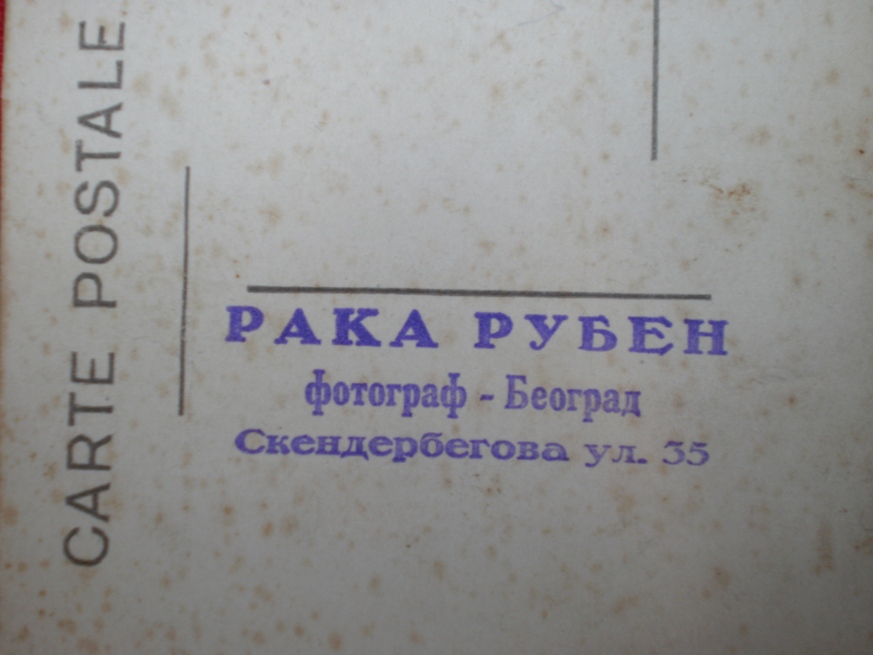 CARTE POSTALE
РАКА РУБЕН
фотограф - Београд
Скендербегова ул. 35